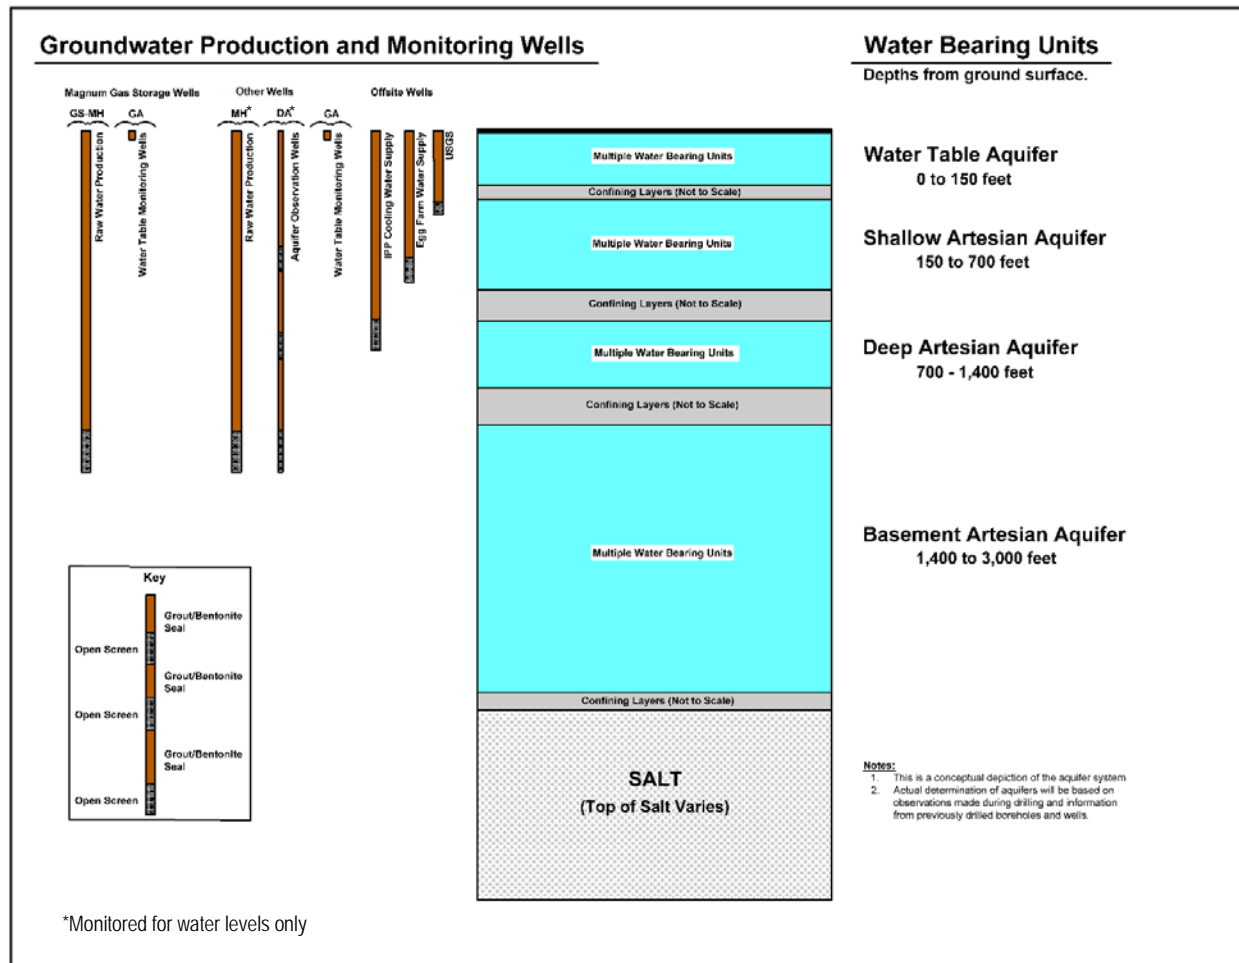 Groundwater Production and Monitoring Wells
Magnum Gas Storage Wells
Other Wells
Offsite Wells
GS-MH
GA
MH*
DA*
GA
Raw Water Production
Water Table Monitoring Wells
Raw Water Production
Aquifer Observation Wells
Water Table Monitoring Wells
IPP Cooling Water Supply
Egg Farm Water Supply
USGS
Key
Grout/Bentonite
Seal
Open Screen
Grout/Bentonite
Seal
Open Screen
Grout/Bentonite
Seal
Open Screen
*Monitored for water levels only
Multiple Water Bearing Units
Confining Layers (Not to Scale)
Multiple Water Bearing Units
Confining Layers (Not to Scale)
Multiple Water Bearing Units
Confining Layers (Not to Scale)
Multiple Water Bearing Units
Confining Layers (Not to Scale)
SALT
(Top of Salt Varies)
Water Bearing Units
Depths from ground surface.
Water Table Aquifer
0 to 150 feet
Shallow Artesian Aquifer
150 to 700 feet
Deep Artesian Aquifer
700 - 1,400 feet
Basement Artesian Aquifer
1,400 to 3,000 feet
Notes:
1. This is a conceptual depiction of the aquifer system
2. Actual determination of aquifers will be based on
observations made during drilling and information
from previously drilled boreholes and wells.